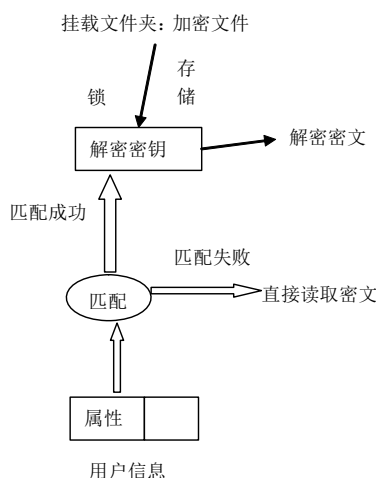 挂载文件夹：加密文件
存
储
锁
解密密钥
解密密文
匹配成功
匹配失败
匹配
直接读取密文
属性
用户信息